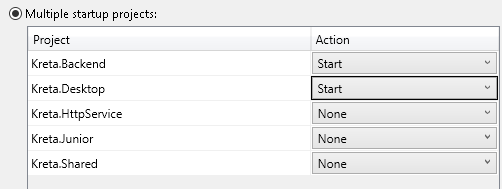 Multiple startup projects:
Project Action
Kreta.Backend Start
Kreta.Desktop Start
Kreta.HttpService None
Kreta.Junior None
Kreta.Shared None